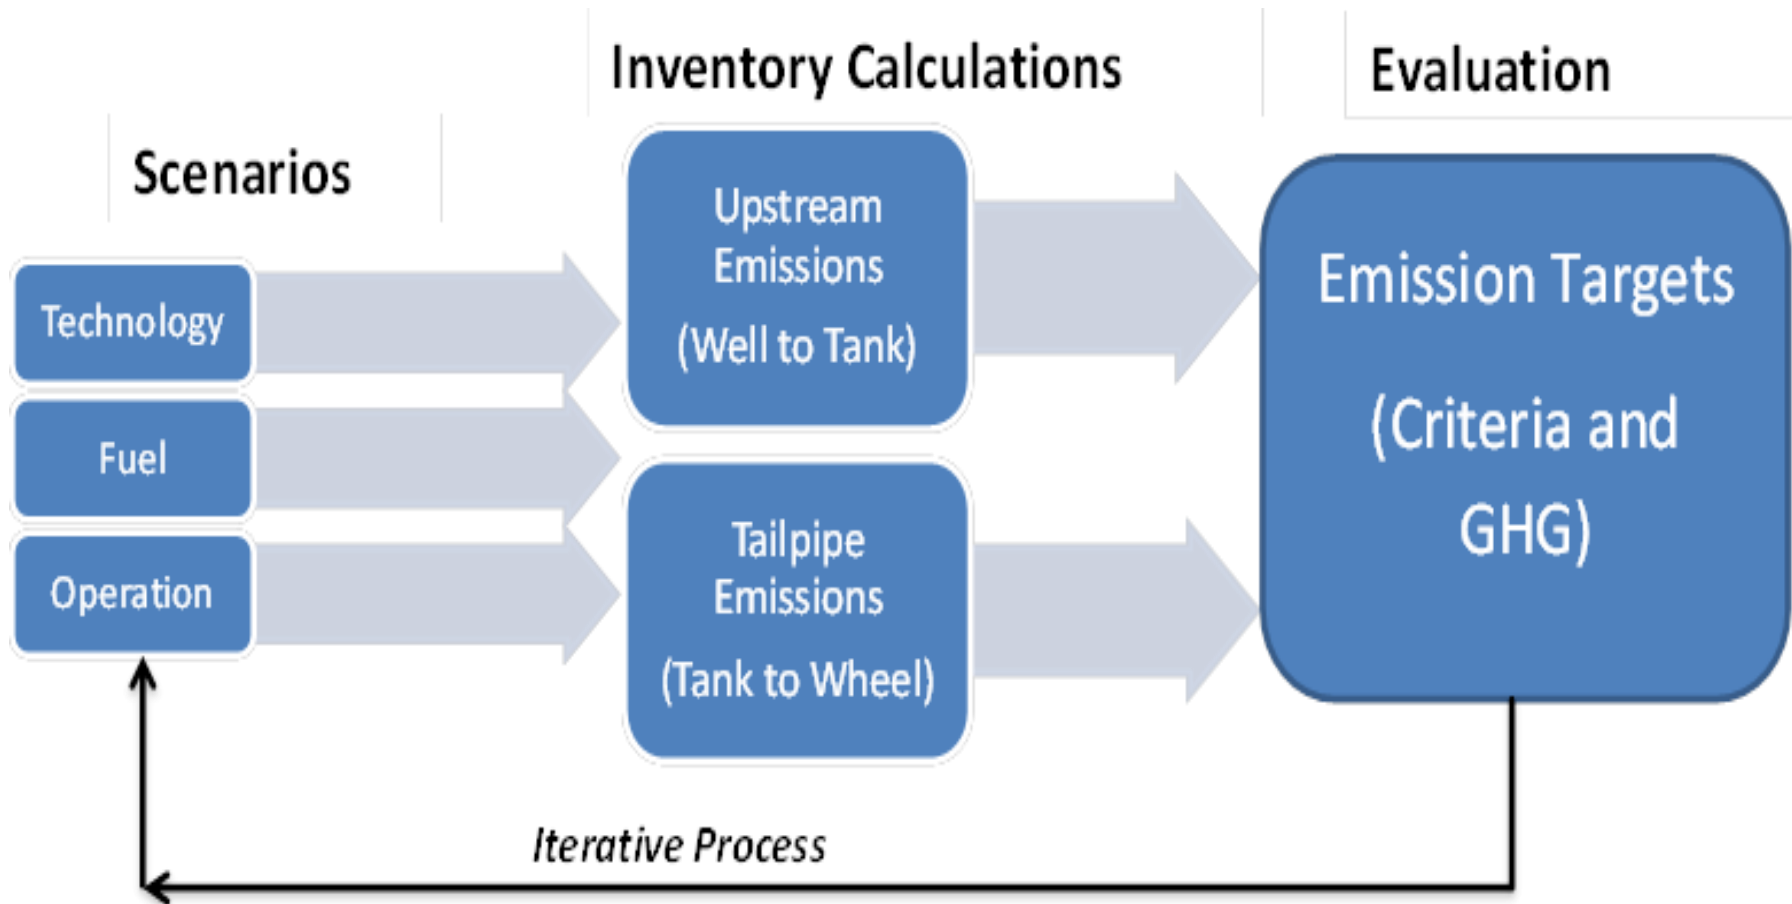 Scenarios
Technology
Fuel
Operation
Inventory Calculations
Upstream
Emissions
(Well to Tank)
Tailpipe
Emissions
(Tank to Wheel)
Evaluation
Emission Targets
(Criteria and
GHG)
Iterative Process